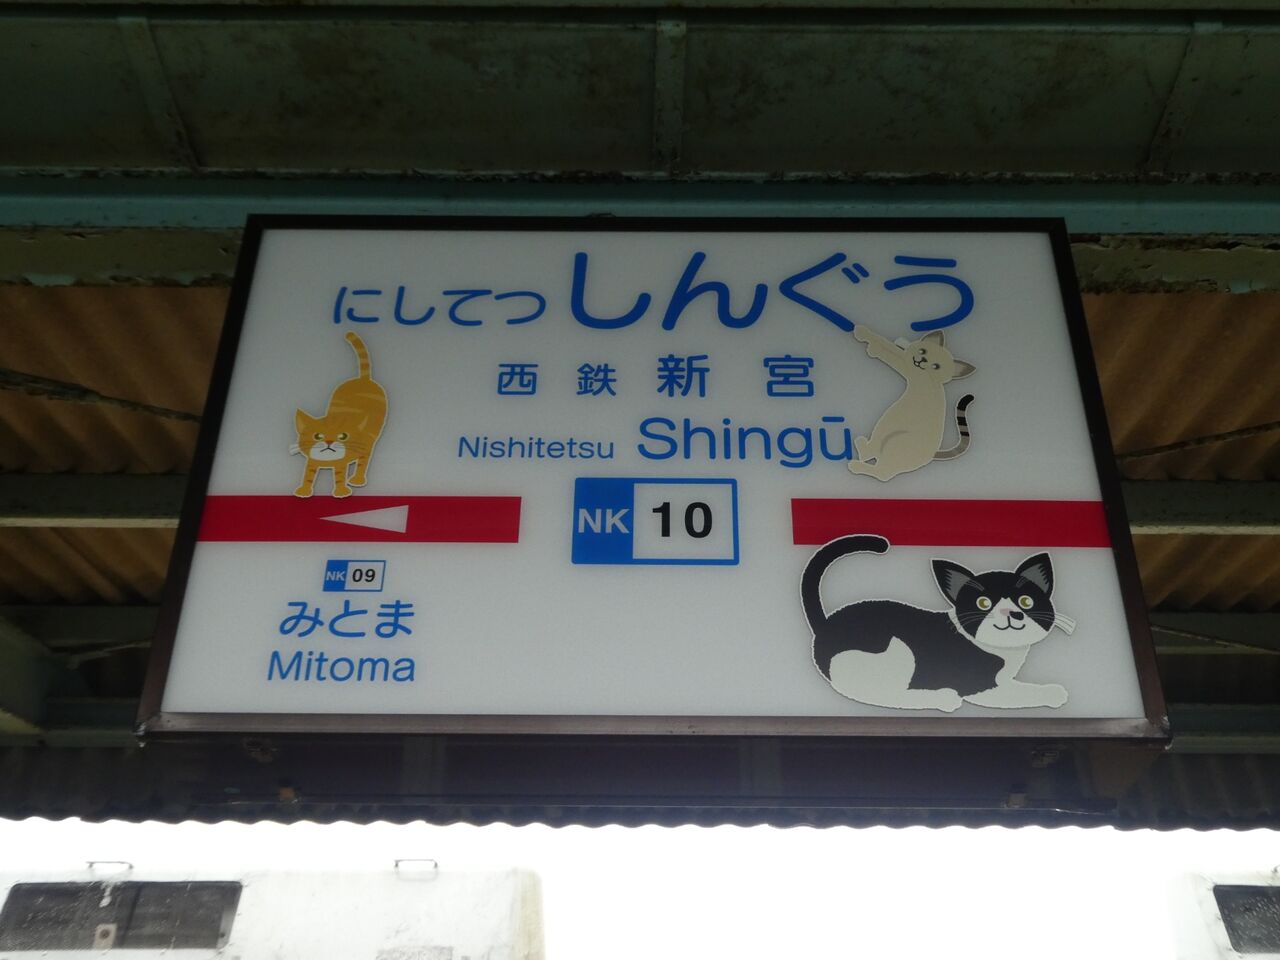 にしてつ しんぐう
西鉄 新宮
Nishitetsu Shingū
NK 10
NK 09
みとま
Mitoma